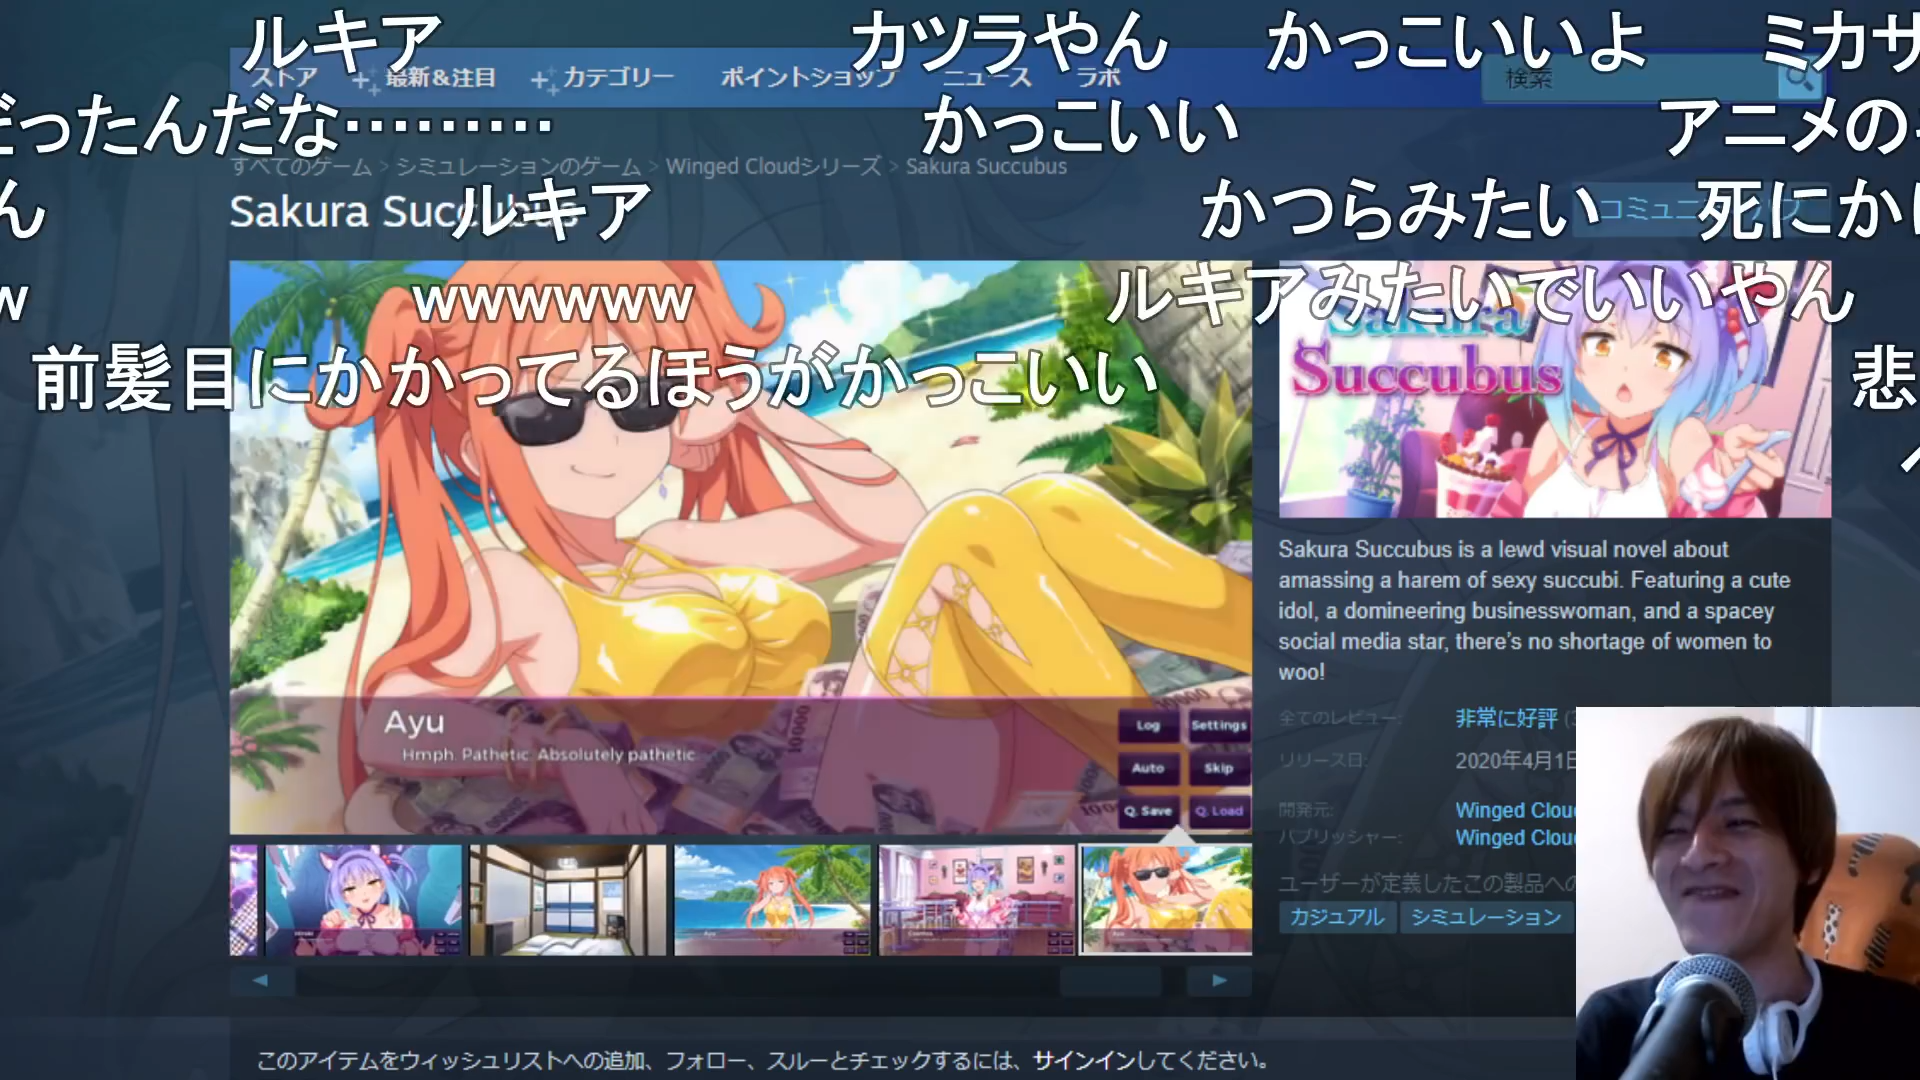 ルキア
カツラやん
かっこいいよ
ミカサ
ストア
最新&注目
カテゴリー
ポイントショップ
ニュース
ラボ
検索
だったんだな………
かっこいい
アニメの
すべてのゲーム > シミュレーションのゲーム > Winged Cloudシリーズ > Sakura Succubus
ん
Sakura Succubus
ルキア
かつらみたい
死にか
w
wwwwwww
ルキアみたいでいいやん
Sakura
Succubus
前髪目にかかってるほうがかっこいい
悲
Sakura Succubus is a lewd visual novel about
amassing a harem of sexy succubi. Featuring a cute
idol, a domineering businesswoman, and a spacey
social media star, there's no shortage of women to
woo!
全てのレビュー: 非常に好評
リリース日: 2020年4月1日
開発元: Winged Cloud
パブリッシャー: Winged Cloud
ユーザーが定義したこの製品への
カジュアル
シミュレーション
Ayu
Hmph. Pathetic. Absolutely pathetic.
Log
Settings
Auto
Skip
Q. Save
Q. Load
このアイテムをウィッシュリストへの追加、フォロー、スルーとチェックするには、サインインしてください。